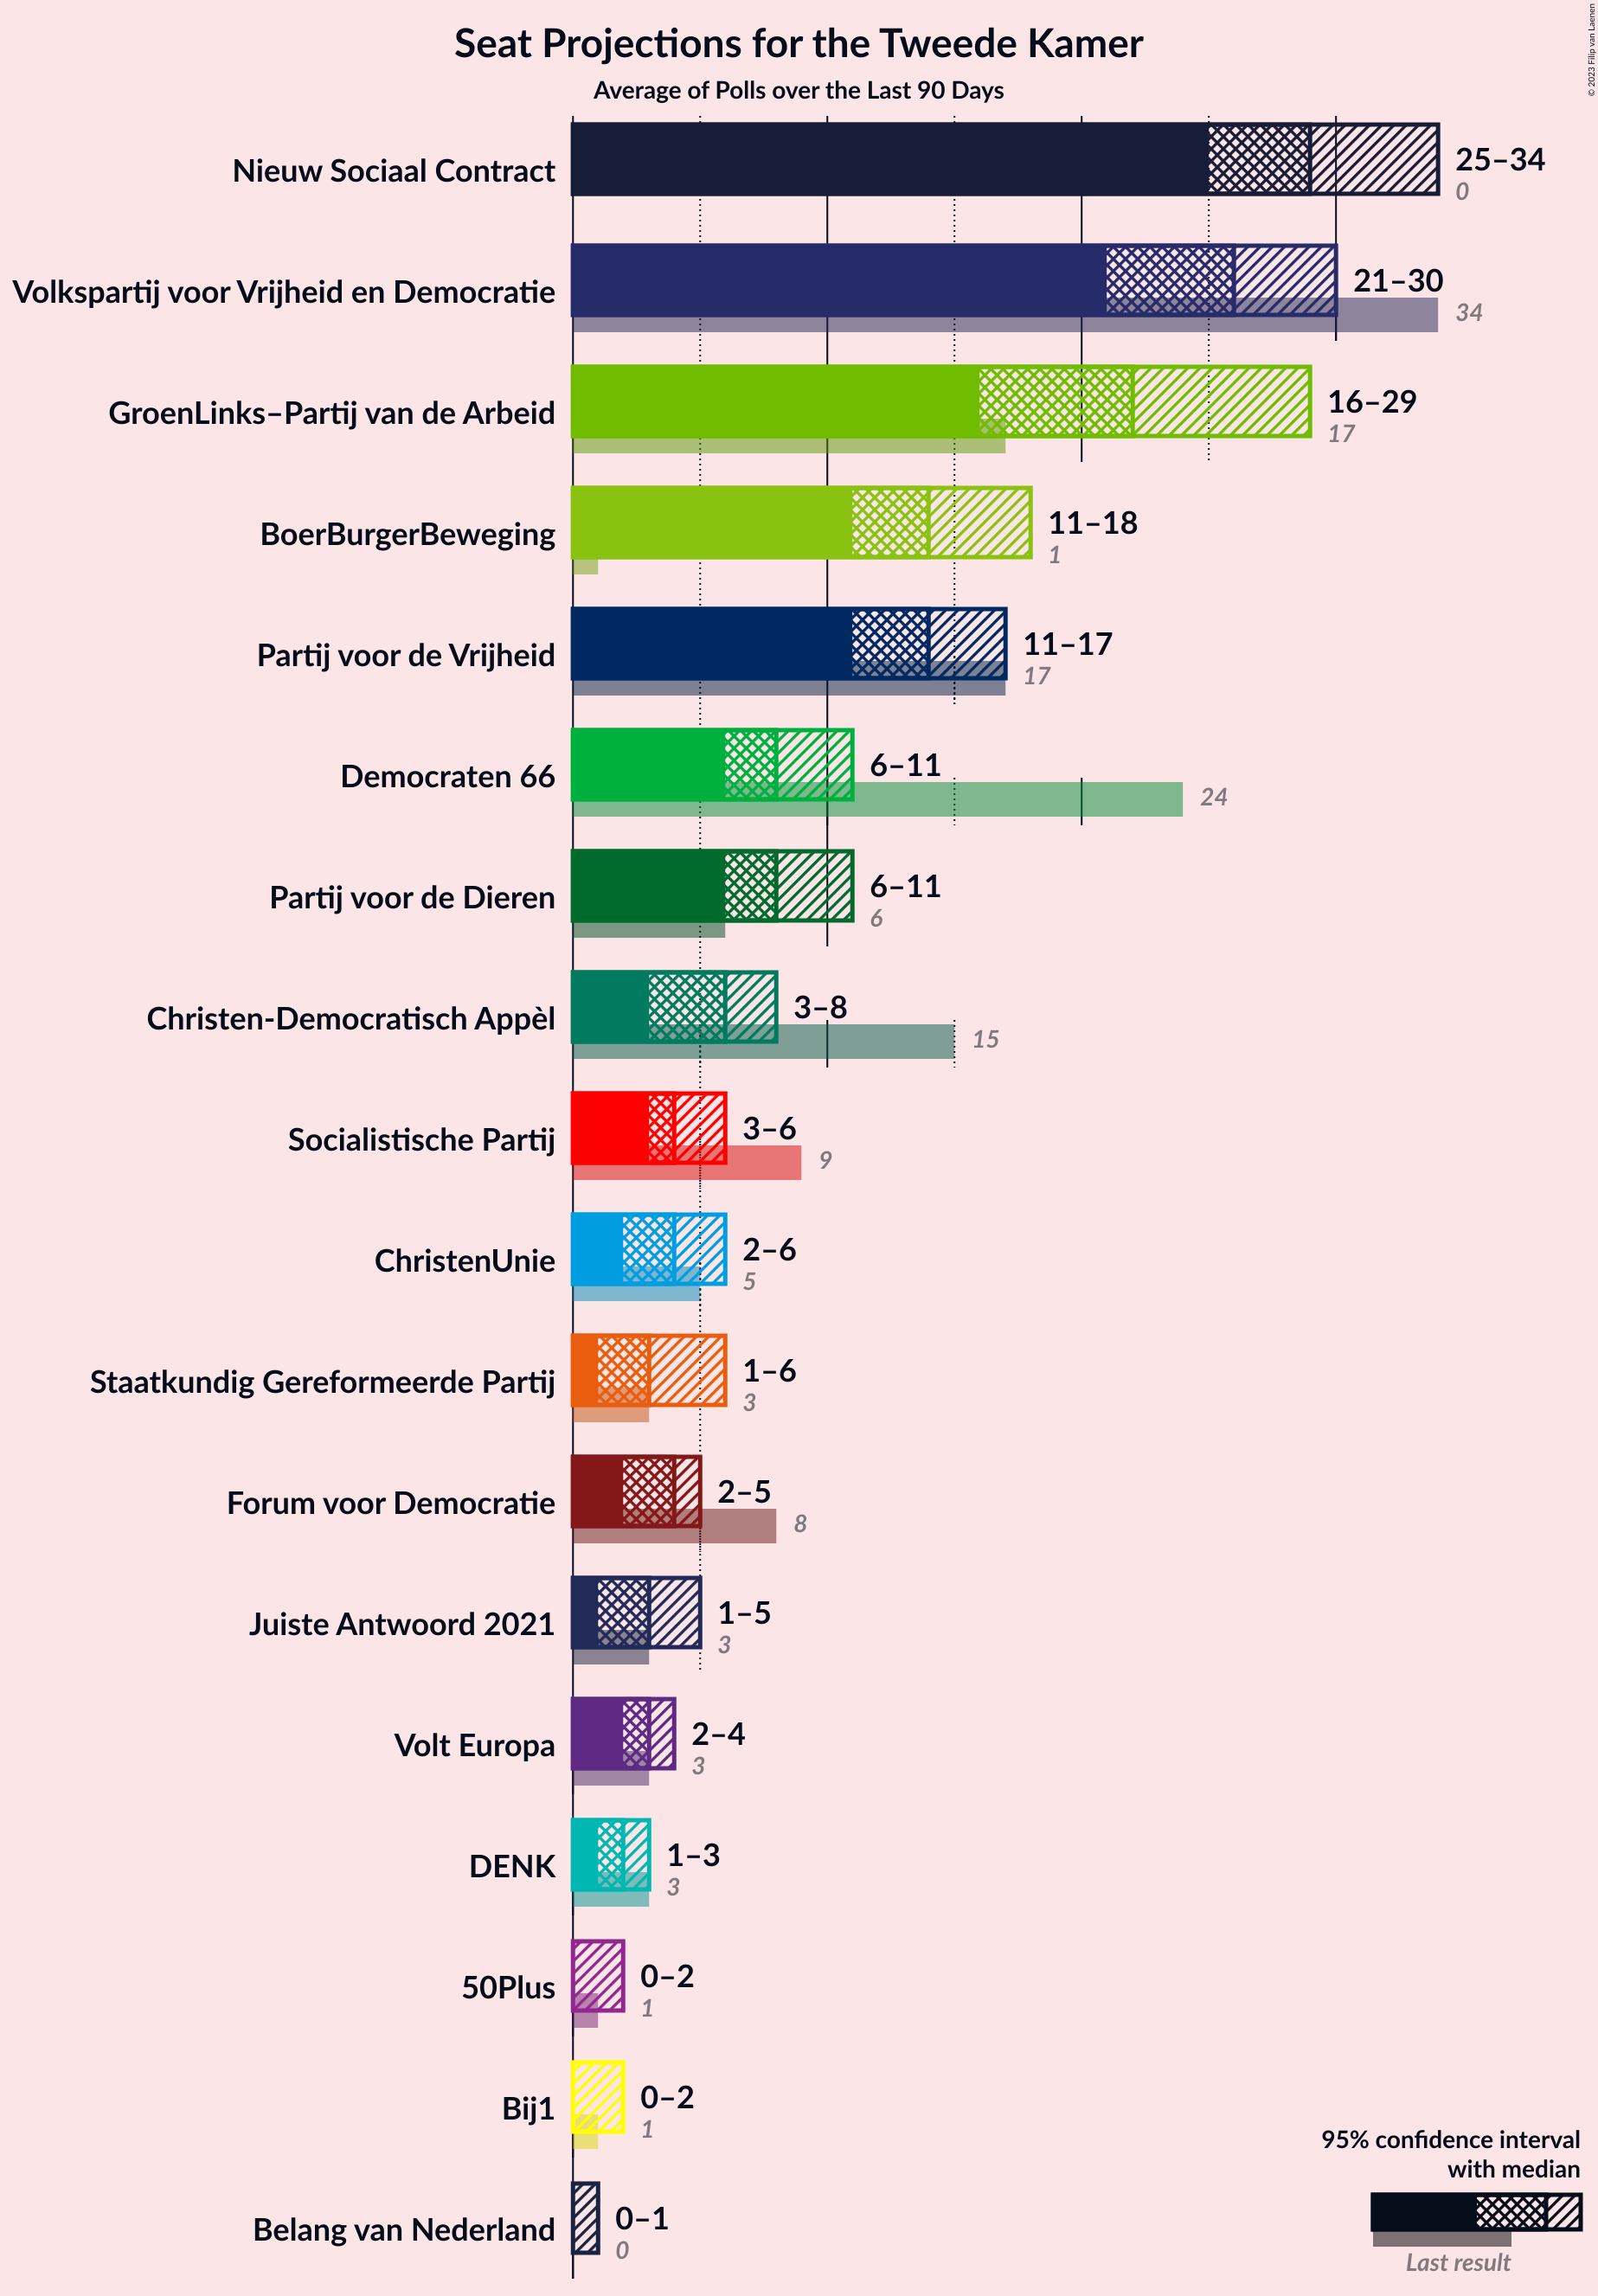 Seat Projections for the Tweede Kamer
Average of Polls over the Last 90 Days
© 2023 Filip van Laenen
Nieuw Sociaal Contract
25–34
0
Volkspartij voor Vrijheid en Democratie
21–30
34
GroenLinks–Partij van de Arbeid
16–29
17
BoerBurgerBeweging
11–18
1
Partij voor de Vrijheid
11–17
17
Democraten 66
6–11
24
Partij voor de Dieren
6–11
6
Christen-Democratisch Appèl
3–8
15
Socialistische Partij
3–6
9
ChristenUnie
2–6
5
Staatkundig Gereformeerde Partij
1–6
3
Forum voor Democratie
2–5
8
Juiste Antwoord 2021
1–5
3
Volt Europa
2–4
3
DENK
1–3
3
50Plus
0–2
1
Bij1
0–2
1
Belang van Nederland
0–1
0
95% confidence interval
with median
Last result